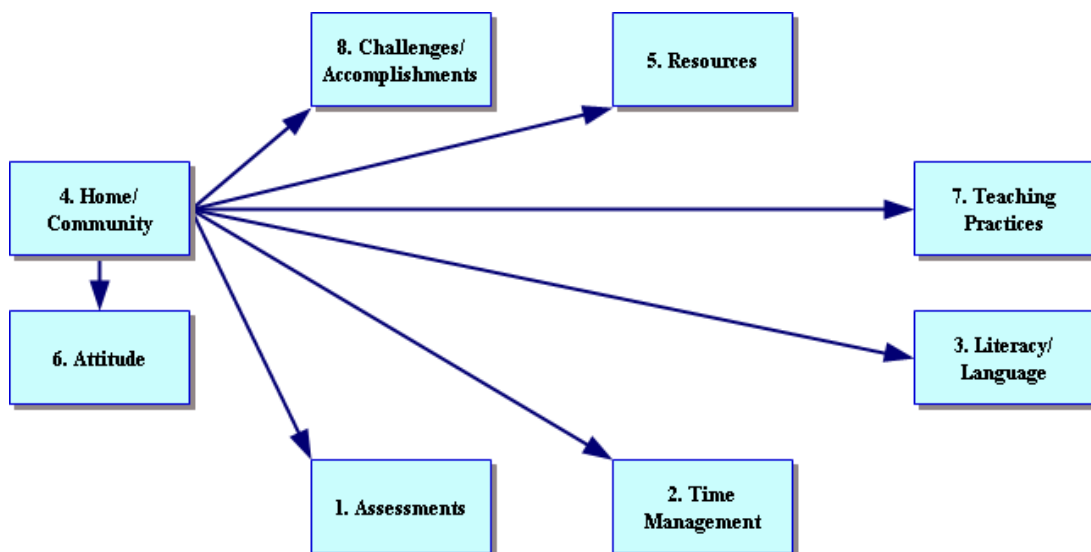 8. Challenges/
Accomplishments
5. Resources
4. Home/
Community
7. Teaching
Practices
6. Attitude
3. Literacy/
Language
1. Assessments
2. Time
Management